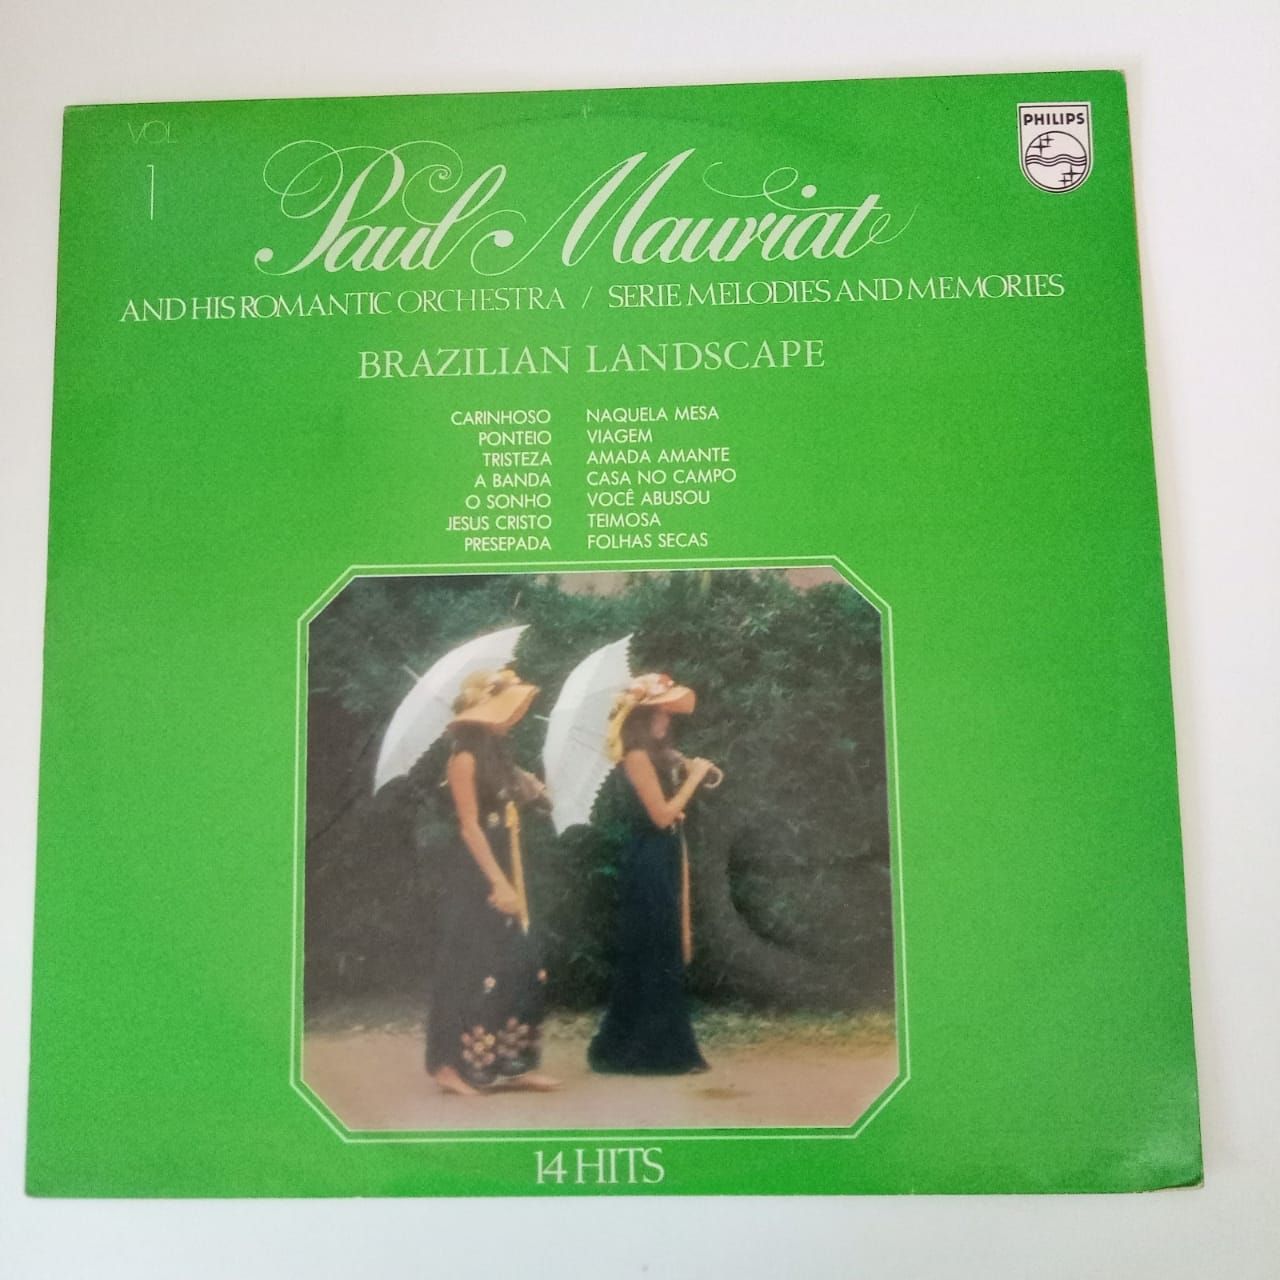 VOL
1
PHILIPS
Paul Mauriat
AND HIS ROMANTIC ORCHESTRA / SERIE MELODIES AND MEMORIES
BRAZILIAN LANDSCAPE
CARINHOSO
PONTEIO
TRISTEZA
A BANDA
O SONHO
JESUS CRISTO
PRESEPADA
NAQUELA MESA
VIAGEM
AMADA AMANTE
CASA NO CAMPO
VOCÊ ABUSOU
TEIMOSA
FOLHAS SECAS
14 HITS